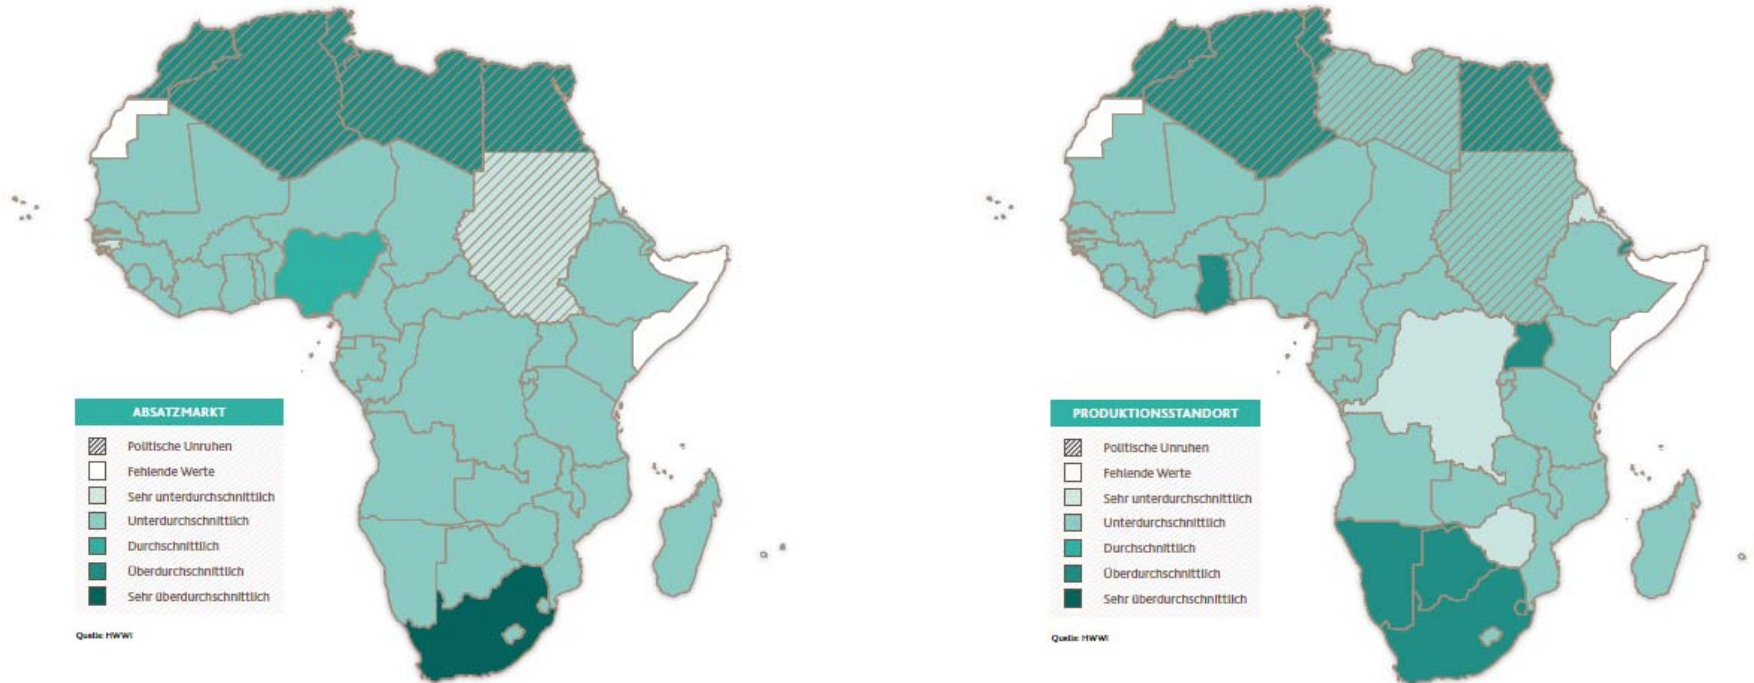 ABSATZMARKT
Politische Unruhen
Fehlende Werte
Sehr unterdurchschnittlich
Unterdurchschnittlich
Durchschnittlich
Überdurchschnittlich
Sehr überdurchschnittlich
Quelle: HWWI
PRODUKTIONSSTANDORT
Politische Unruhen
Fehlende Werte
Sehr unterdurchschnittlich
Unterdurchschnittlich
Durchschnittlich
Überdurchschnittlich
Sehr überdurchschnittlich
Quelle: HWWI